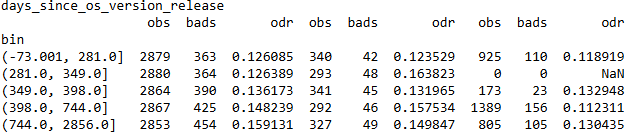 days_since_os_version_release
obs bads odr obs bads odr obs bads odr
bin
(-73.001, 281.0] 2879 363 0.126085 340 42 0.123529 925 110 0.118919
(281.0, 349.0] 2880 364 0.126389 293 48 0.163823 0 0 NaN
(349.0, 398.0] 2864 390 0.136173 341 45 0.131965 173 23 0.132948
(398.0, 744.0] 2867 425 0.148239 292 46 0.157534 1389 156 0.112311
(744.0, 2856.0] 2853 454 0.159131 327 49 0.149847 805 105 0.130435